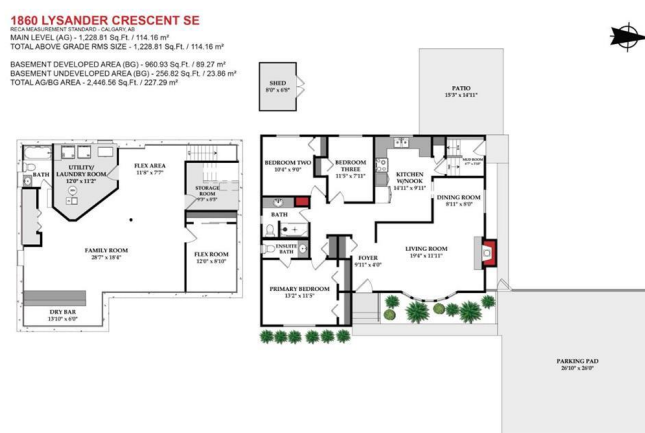 1860 LYSANDER CRESCENT SE
RECA MEASUREMENT STANDARD - CALGARY, AB
MAIN LEVEL (AG) - 1,228.81 Sq.Ft. / 114.16 m²
TOTAL ABOVE GRADE RMS SIZE - 1,228.81 Sq.Ft. / 114.16 m²
BASEMENT DEVELOPED AREA (BG) - 960.93 Sq.Ft. / 89.27 m²
BASEMENT UNDEVELOPED AREA (BG) - 256.82 Sq.Ft. / 23.86 m²
TOTAL AG/BG AREA - 2,446.56 Sq.Ft. / 227.29 m²
SHED
8'0" x 6'8"
PATIO
15'3" x 14'11"
UTILITY/
LAUNDRY ROOM
12'0" x 11'2"
BATH
FLEX AREA
11'8" x 7'7"
STORAGE
ROOM
FAMILY ROOM
28'7" x 18'4"
FLEX ROOM
12'0" x 8'10"
DRY BAR
13'10" x 6'0"
BEDROOM TWO
10'4" x 9'0"
BEDROOM
THREE
11'5" x 7'11"
KITCHEN
W/NOOK
14'11" x 9'11"
MUD ROOM
DINING ROOM
8'11" x 8'0"
BATH
ENSUITE
BATH
FOYER
9'11" x 4'0"
LIVING ROOM
19'4" x 11'11"
PRIMARY BEDROOM
13'2" x 11'5"
PARKING PAD
26'10" x 26'0"